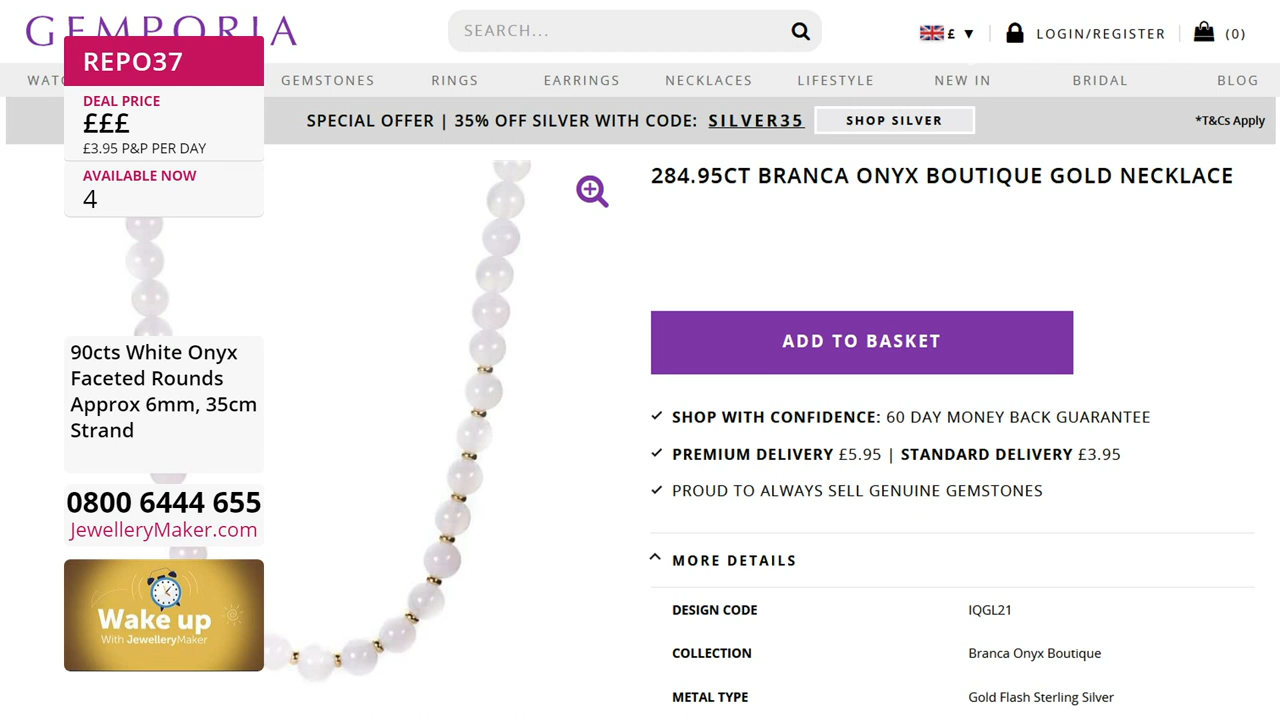 GEMPORIA
SEARCH...
£ ▼
LOGIN/REGISTER
(0)
GEMSTONES
RINGS
EARRINGS
NECKLACES
LIFESTYLE
NEW IN
BRIDAL
BLOG
SPECIAL OFFER | 35% OFF SILVER WITH CODE: SILVER35
SHOP SILVER
*T&Cs Apply
REPO37
DEAL PRICE
£££
£3.95 P&P PER DAY
AVAILABLE NOW
4
90cts White Onyx
Faceted Rounds
Approx 6mm, 35cm
Strand
0800 6444 655
JewelleryMaker.com
Wake up
With JewelleryMaker
284.95CT BRANCA ONYX BOUTIQUE GOLD NECKLACE
ADD TO BASKET
SHOP WITH CONFIDENCE: 60 DAY MONEY BACK GUARANTEE
PREMIUM DELIVERY £5.95 | STANDARD DELIVERY £3.95
PROUD TO ALWAYS SELL GENUINE GEMSTONES
MORE DETAILS
DESIGN CODE IQGL21
COLLECTION Branca Onyx Boutique
METAL TYPE Gold Flash Sterling Silver